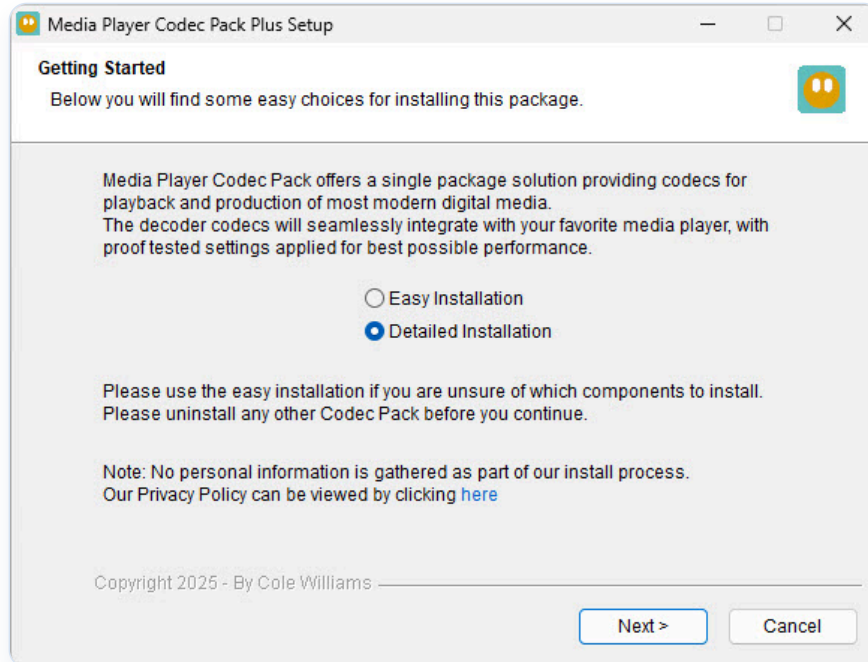 Media Player Codec Pack Plus Setup
Getting Started
Below you will find some easy choices for installing this package.
Media Player Codec Pack offers a single package solution providing codecs for
playback and production of most modern digital media.
The decoder codecs will seamlessly integrate with your favorite media player, with
proof tested settings applied for best possible performance.
Easy Installation
Detailed Installation
Please use the easy installation if you are unsure of which components to install.
Please uninstall any other Codec Pack before you continue.
Note: No personal information is gathered as part of our install process.
Our Privacy Policy can be viewed by clicking here
Copyright 2025 - By Cole Williams
Next >
Cancel